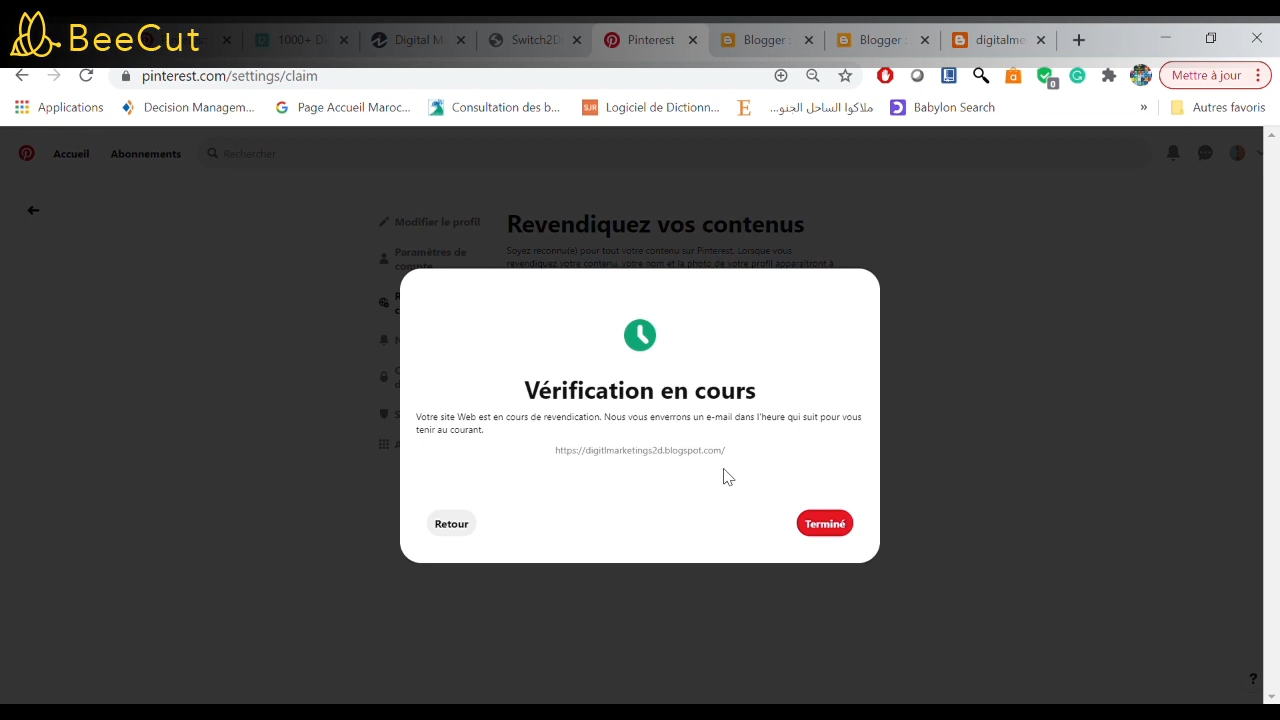 BeeCut
1000+ D
Digital M
Switch2D
Pinterest
Blogger :
Blogger :
digitalme
pinterest.com/settings/claim
Mettre à jour
0
Applications
Decision Managem...
Page Accueil Maroc...
Consultation des b...
SJR
Logiciel de Dictionn...
E
ملاكوا الساحل الجنو...
Babylon Search
»
Autres favoris
Accueil
Abonnements
Rechercher
Modifier le profil
Paramètres de
compte
Revendiquez vos contenus
Soyez reconnu(e) pour tout votre contenu sur Pinterest. Lorsque vous
revendiquez votre contenu, votre nom et la photo de votre profil apparaîtront à
Vérification en cours
Votre site Web est en cours de revendication. Nous vous enverrons un e-mail dans l'heure qui suit pour vous
tenir au courant.
https://digitlmarketings2d.blogspot.com/
Retour
Terminé
?